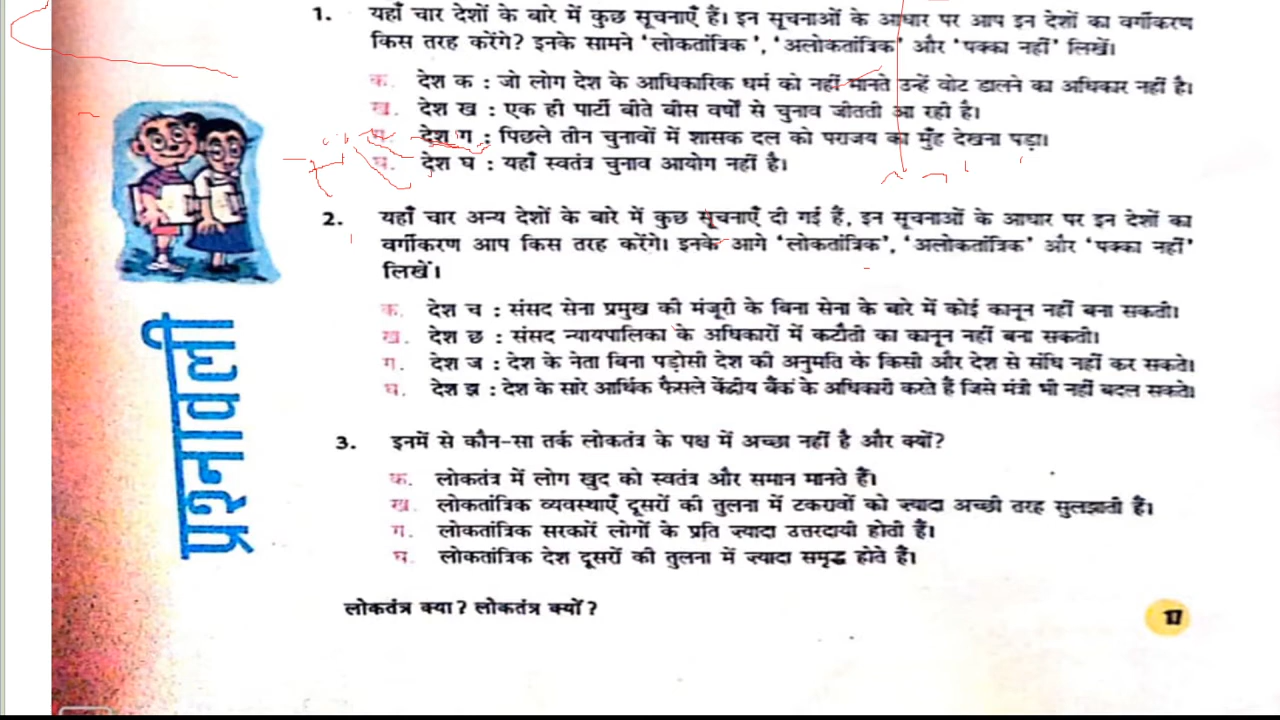 1. यहाँ चार देशों के बारे में कुछ सूचनाएँ हैं। इन सूचनाओं के आधार पर आप इन देशों का वर्गीकरण
किस तरह करेंगे? इनके सामने 'लोकतांत्रिक', 'अलोकतांत्रिक' और 'पक्का नहीं' लिखें।
क. देश क : जो लोग देश के आधिकारिक धर्म को नहीं मानते उन्हें वोट डालने का अधिकार नहीं है।
ख. देश ख : एक ही पार्टी बीते बीस वर्षों से चुनाव जीतती आ रही है।
ग. देश ग : पिछले तीन चुनावों में शासक दल को पराजय का मुँह देखना पड़ा।
घ. देश घ : यहाँ स्वतंत्र चुनाव आयोग नहीं है।
2. यहाँ चार अन्य देशों के बारे में कुछ सूचनाएँ दी गई हैं, इन सूचनाओं के आधार पर इन देशों का
वर्गीकरण आप किस तरह करेंगे। इनके आगे 'लोकतांत्रिक', 'अलोकतांत्रिक' और 'पक्का नहीं'
लिखें।
क. देश च : संसद सेना प्रमुख की मंजूरी के बिना सेना के बारे में कोई कानून नहीं बना सकती।
ख. देश छ : संसद न्यायपालिका के अधिकारों में कटौती का कानून नहीं बना सकती।
ग. देश ज : देश के नेता बिना पड़ोसी देश की अनुमति के किसी और देश से संधि नहीं कर सकते।
घ. देश झ : देश के सारे आर्थिक फैसले केंद्रीय बैंक के अधिकारी करते हैं जिसे मंत्री भी नहीं बदल सकते।
3. इनमें से कौन-सा तर्क लोकतंत्र के पक्ष में अच्छा नहीं है और क्यों?
क. लोकतंत्र में लोग खुद को स्वतंत्र और समान मानते हैं।
ख. लोकतांत्रिक व्यवस्थाएँ दूसरों की तुलना में टकरावों को ज्यादा अच्छी तरह सुलझाती हैं।
ग. लोकतांत्रिक सरकारें लोगों के प्रति ज़्यादा उत्तरदायी होती हैं।
घ. लोकतांत्रिक देश दूसरों की तुलना में ज़्यादा समृद्ध होते हैं।
प्रश्नावली
लोकतंत्र क्या? लोकतंत्र क्यों?
17